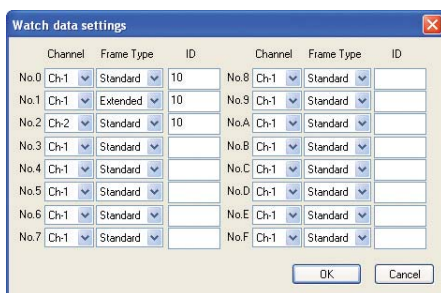 Watch data settings
Channel Frame Type ID Channel Frame Type ID
No.0 Ch-1 Standard 10 No.8 Ch-1 Standard
No.1 Ch-1 Extended 10 No.9 Ch-1 Standard
No.2 Ch-2 Standard 10 No.A Ch-1 Standard
No.3 Ch-1 Standard No.B Ch-1 Standard
No.4 Ch-1 Standard No.C Ch-1 Standard
No.5 Ch-1 Standard No.D Ch-1 Standard
No.6 Ch-1 Standard No.E Ch-1 Standard
No.7 Ch-1 Standard No.F Ch-1 Standard
OK Cancel